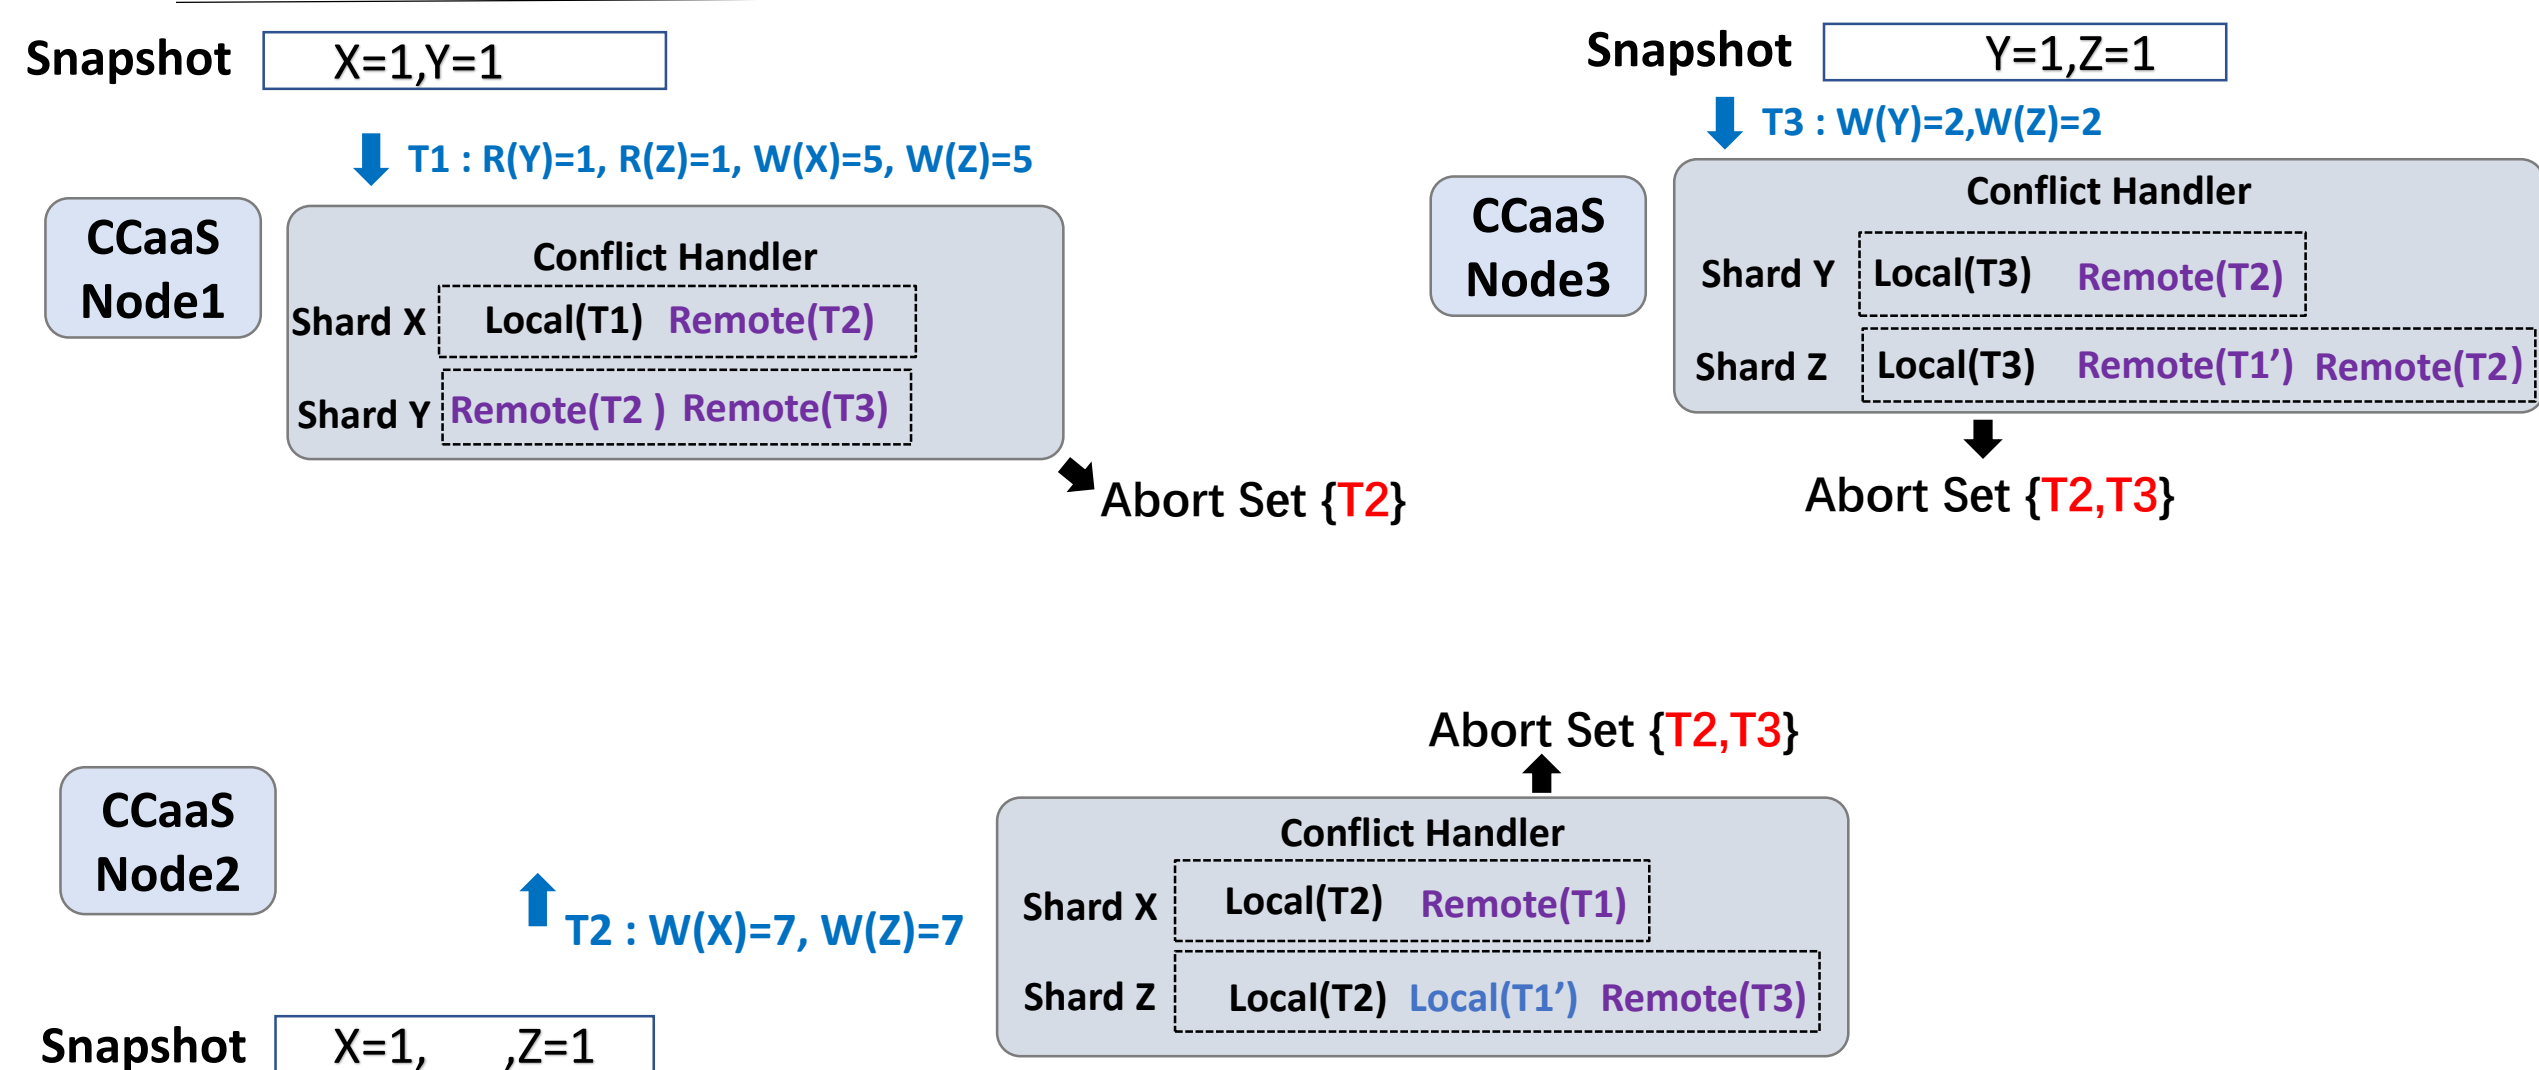 Snapshot X=1,Y=1
T1 : R(Y)=1, R(Z)=1, W(X)=5, W(Z)=5
CCaaS
Node1
Conflict Handler
Shard X Local(T1) Remote(T2)
Shard Y Remote(T2 ) Remote(T3)
Abort Set {T2}
Snapshot Y=1,Z=1
T3 : W(Y)=2,W(Z)=2
CCaaS
Node3
Conflict Handler
Shard Y Local(T3) Remote(T2)
Shard Z Local(T3) Remote(T1’) Remote(T2)
Abort Set {T2,T3}
Abort Set {T2,T3}
CCaaS
Node2
T2 : W(X)=7, W(Z)=7
Conflict Handler
Shard X Local(T2) Remote(T1)
Shard Z Local(T2) Local(T1’) Remote(T3)
Snapshot X=1, ,Z=1